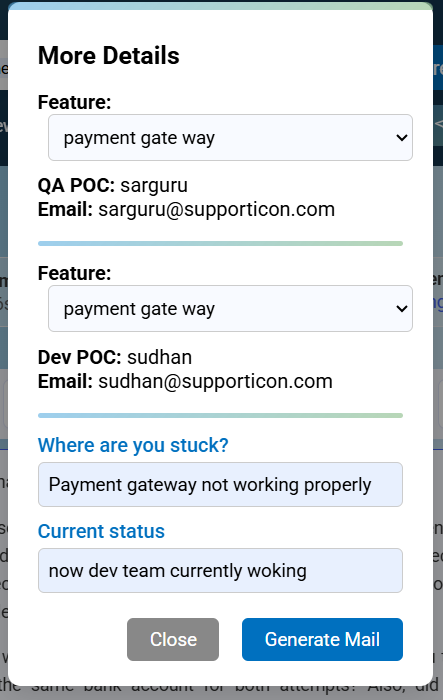 More Details
Feature:
payment gate way
QA POC: sarguru
Email: sarguru@supporticon.com
Feature:
payment gate way
Dev POC: sudhan
Email: sudhan@supporticon.com
Where are you stuck?
Payment gateway not working properly
Current status
now dev team currently woking
Close
Generate Mail
the same bank account for both attempts? Also, did